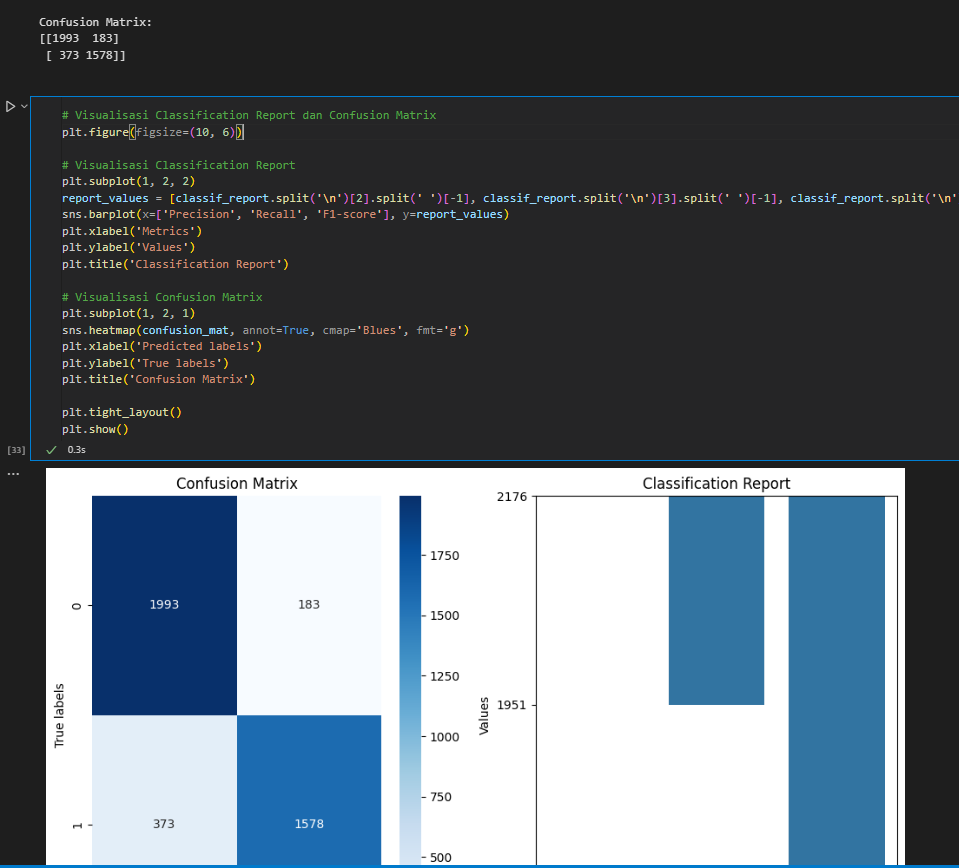 Confusion Matrix:
[[1993  183]
 [ 373 1578]]
# Visualisasi Classification Report dan Confusion Matrix
plt.figure(figsize=(10, 6))
# Visualisasi Classification Report
plt.subplot(1, 2, 2)
report_values = [classif_report.split('\n')[2].split(' ')[-1], classif_report.split('\n')[3].split(' ')[-1], classif_report.split('\n'
sns.barplot(x=['Precision', 'Recall', 'F1-score'], y=report_values)
plt.xlabel('Metrics')
plt.ylabel('Values')
plt.title('Classification Report')
# Visualisasi Confusion Matrix
plt.subplot(1, 2, 1)
sns.heatmap(confusion_mat, annot=True, cmap='Blues', fmt='g')
plt.xlabel('Predicted labels')
plt.ylabel('True labels')
plt.title('Confusion Matrix')
plt.tight_layout()
plt.show()
[33]
0.3s
...
Confusion Matrix
0
1
True labels
1993
183
373
1578
1750
1500
1250
1000
750
500
Classification Report
2176
1951
Values